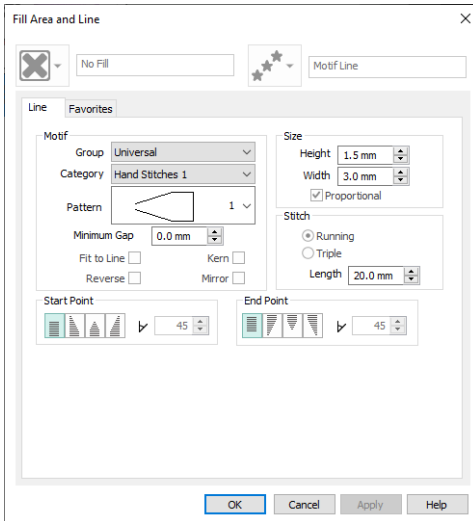 Fill Area and Line
No Fill
Motif Line
Line
Favorites
Motif
Group Universal
Category Hand Stitches 1
Pattern 1
Minimum Gap 0.0 mm
Fit to Line Kern
Reverse Mirror
Size
Height 1.5 mm
Width 3.0 mm
Proportional
Stitch
Running
Triple
Length 20.0 mm
Start Point
45
End Point
45
OK
Cancel
Apply
Help